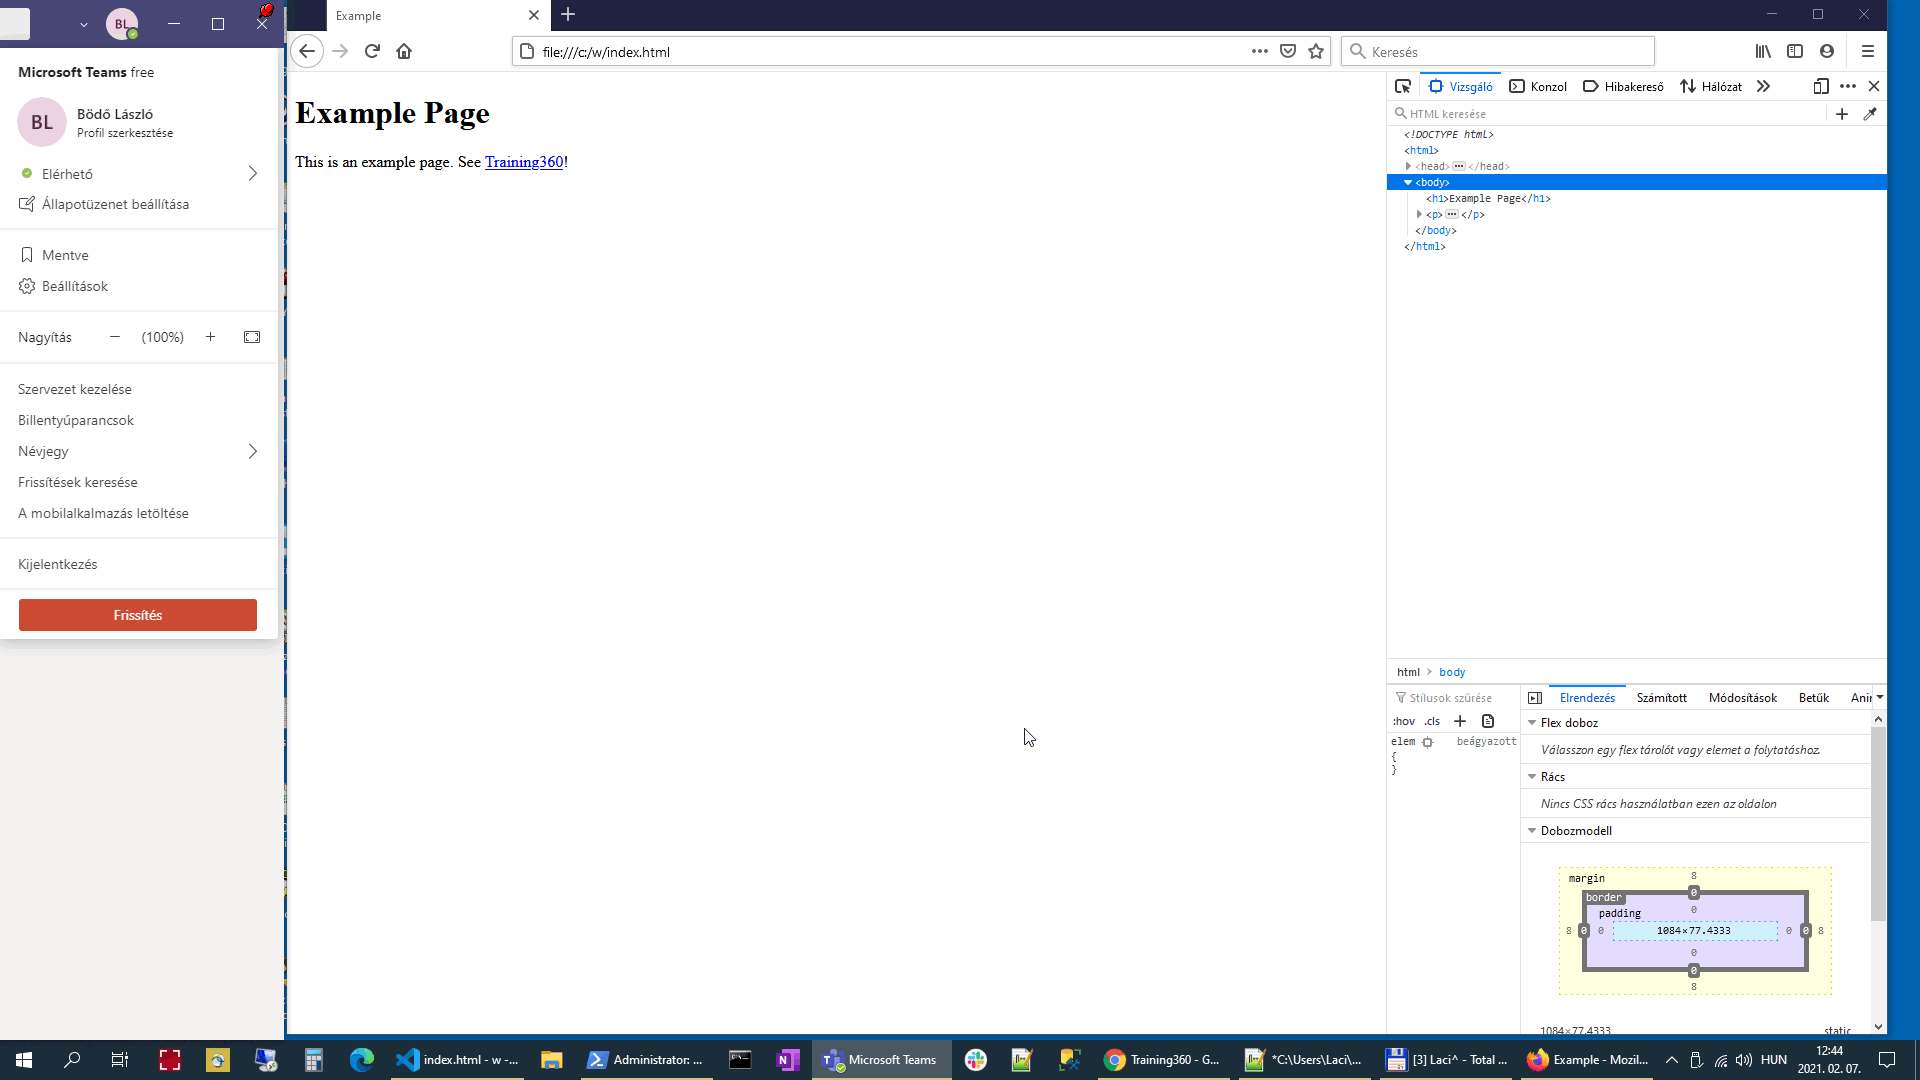 BL
Microsoft Teams free
BL
Bödő László
Profil szerkesztése
Elérhető
Állapotüzenet beállítása
Mentve
Beállítások
Nagyítás
(100%)
Szervezet kezelése
Billentyűparancsok
Névjegy
Frissítések keresése
A mobilalkalmazás letöltése
Kijelentkezés
Frissítés
Example
file:///c:/w/index.html
Keresés
Example Page
This is an example page. See Training360!
Vizsgáló
Konzol
Hibakereső
Hálózat
HTML keresése
<!DOCTYPE html>
<html>
<head> ••• </head>
<body>
<h1>Example Page</h1>
<p> ••• </p>
</body>
</html>
html > body
Stílusok szűrése
:hov .cls
elem beágyazott
{
}
Elrendezés
Számított
Módosítások
Betűk
Anir
Flex doboz
Válasszon egy flex tárolót vagy elemet a folytatáshoz.
Rács
Nincs CSS rács használatban ezen az oldalon
Dobozmodell
margin 8
border 0
padding 0
8 0 0 1084×77.4333 0 0 8
0
0
8
1084×77.4333 static
index.html - w -...
Administrator: ...
Microsoft Teams
Training360 - G...
*C:\Users\Laci\...
[3] Laci^ - Total ...
Example - Mozil...
HUN
12:44
2021. 02. 07.